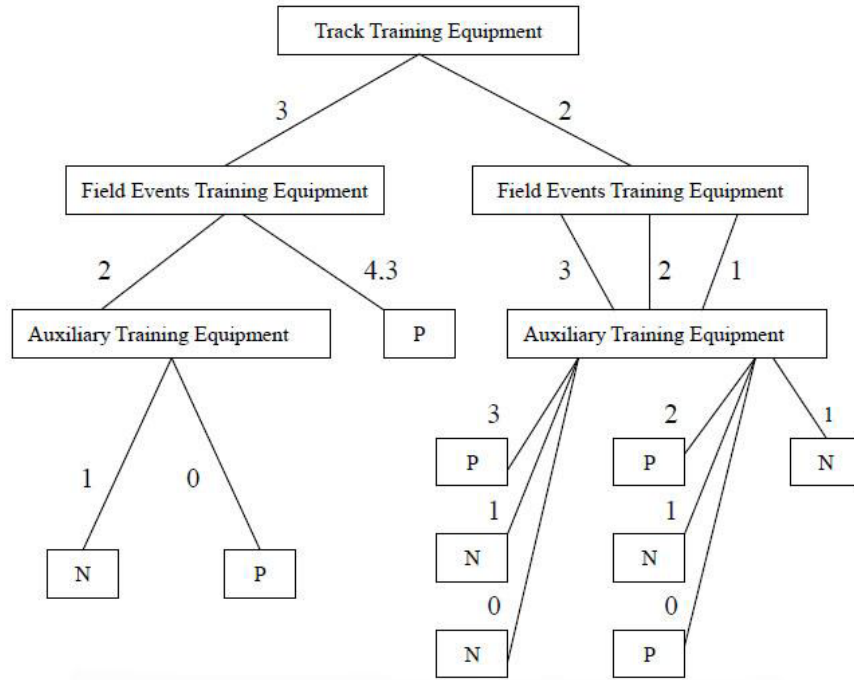 Track Training Equipment
3 2
Field Events Training Equipment Field Events Training Equipment
2 4.3 3 2 1
Auxiliary Training Equipment P Auxiliary Training Equipment
3 2 1
P P N
1 0 1 1
N P N N
0 0
N P